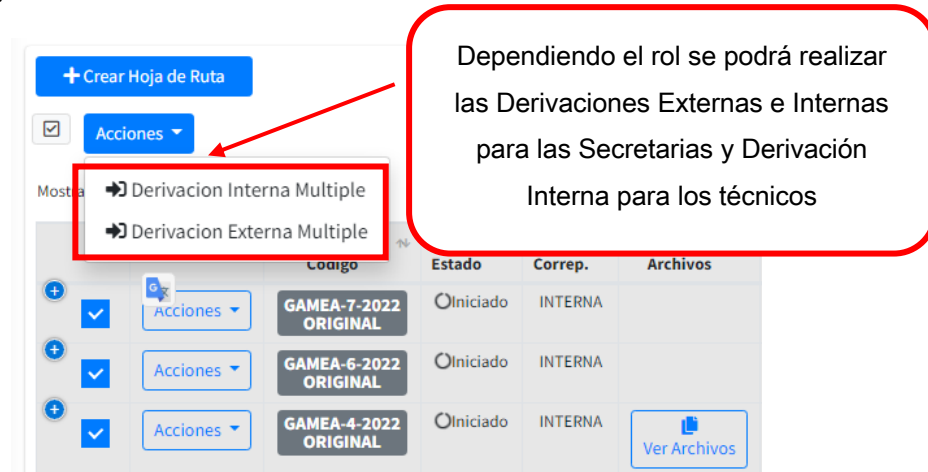 Dependiendo el rol se podrá realizar
las Derivaciones Externas e Internas
para las Secretarias y Derivación
Interna para los técnicos
+ Crear Hoja de Ruta
Acciones
Derivacion Interna Multiple
Derivacion Externa Multiple
Codigo Estado Correp. Archivos
Acciones GAMEA-7-2022 Iniciado INTERNA
ORIGINAL
Acciones GAMEA-6-2022 Iniciado INTERNA
ORIGINAL
Acciones GAMEA-4-2022 Iniciado INTERNA
ORIGINAL Ver Archivos